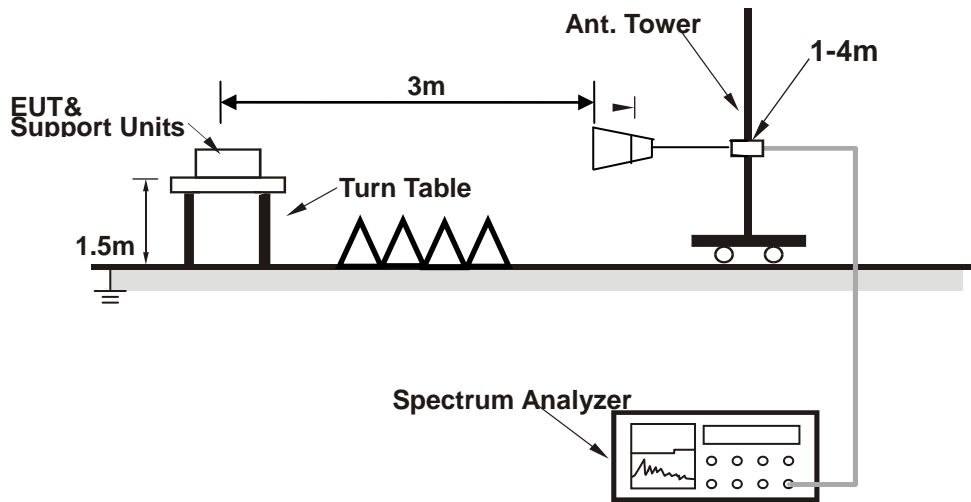 Ant. Tower
1-4m
3m
EUT&
Support Units
Turn Table
1.5m
Spectrum Analyzer